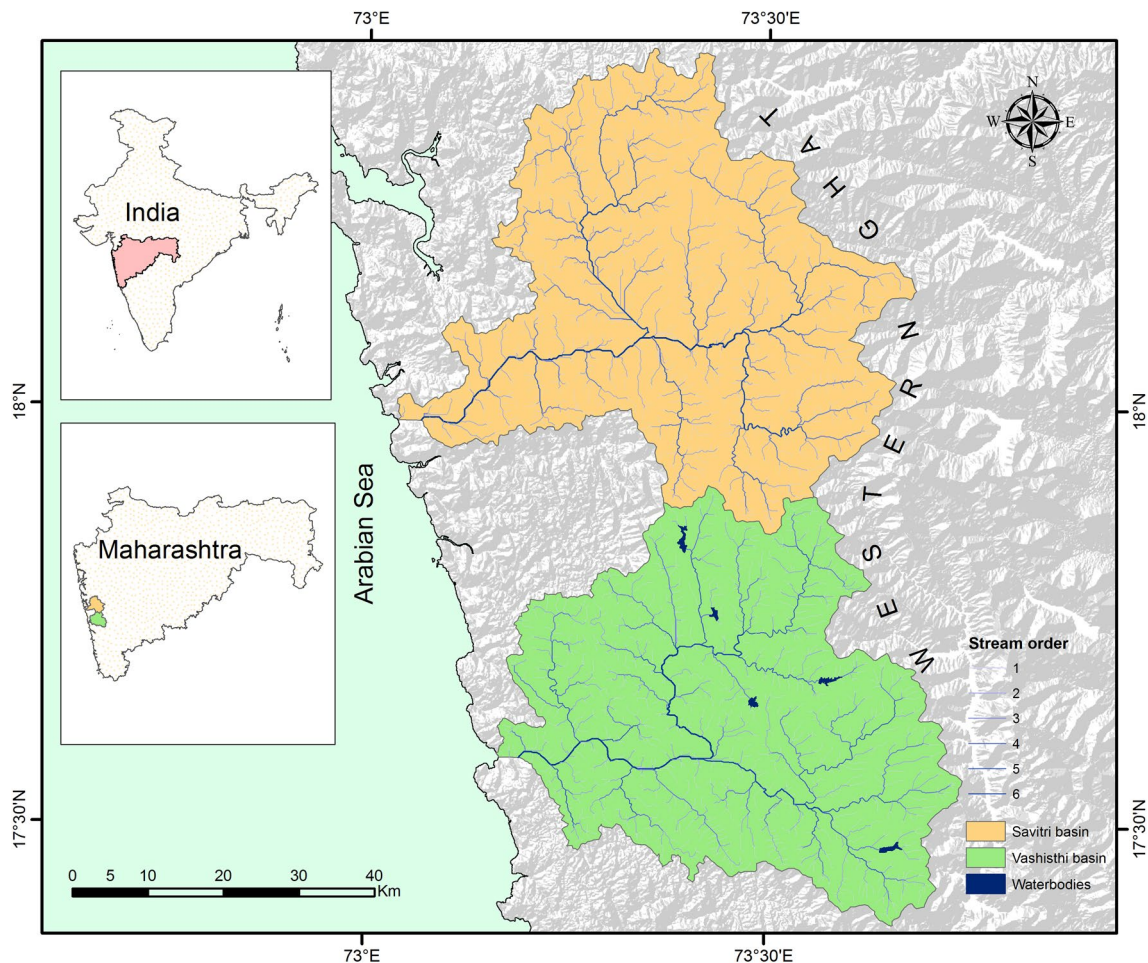 73°E
73°30'E
N
W
E
S
India
WESTERN GHAT
18°N
18°N
Maharashtra
Arabian Sea
Stream order
1
2
3
4
5
6
17°30'N
17°30'N
Savitri basin
Vashisthi basin
Waterbodies
0 5 10 20 30 40
Km
73°E
73°30'E